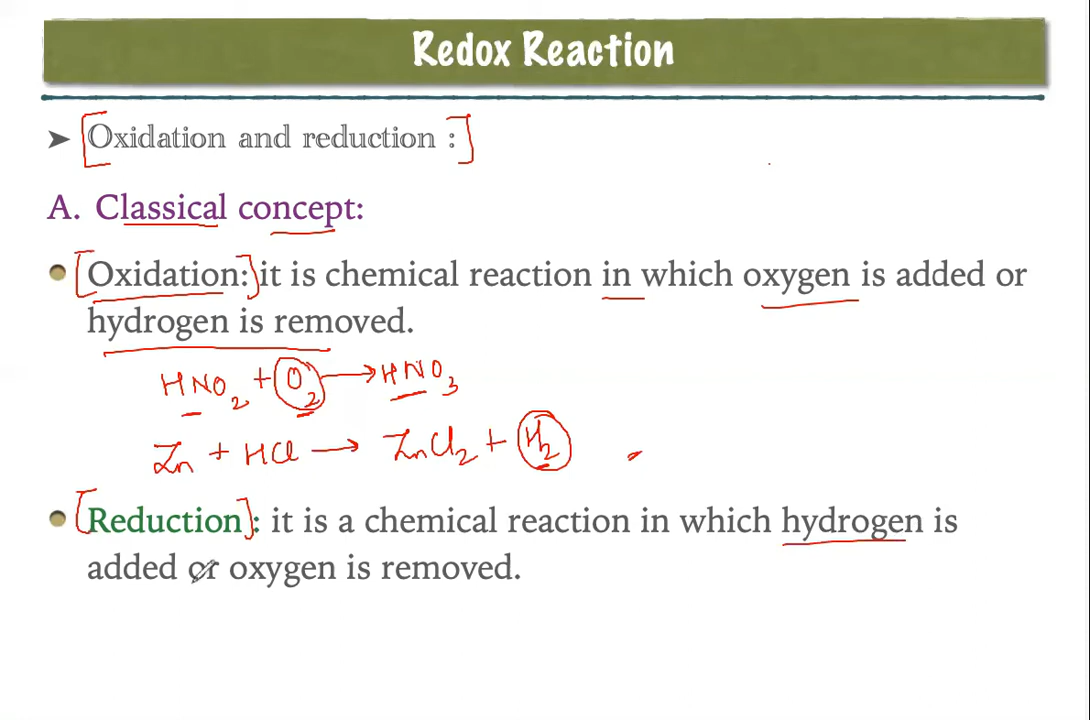 Redox Reaction
➤ Oxidation and reduction :
A. Classical concept:
Oxidation: it is chemical reaction in which oxygen is added or
hydrogen is removed.
HNO₂ + O₂ → HNO₃
Zn + HCl → ZnCl₂ + H₂
Reduction: it is a chemical reaction in which hydrogen is
added or oxygen is removed.